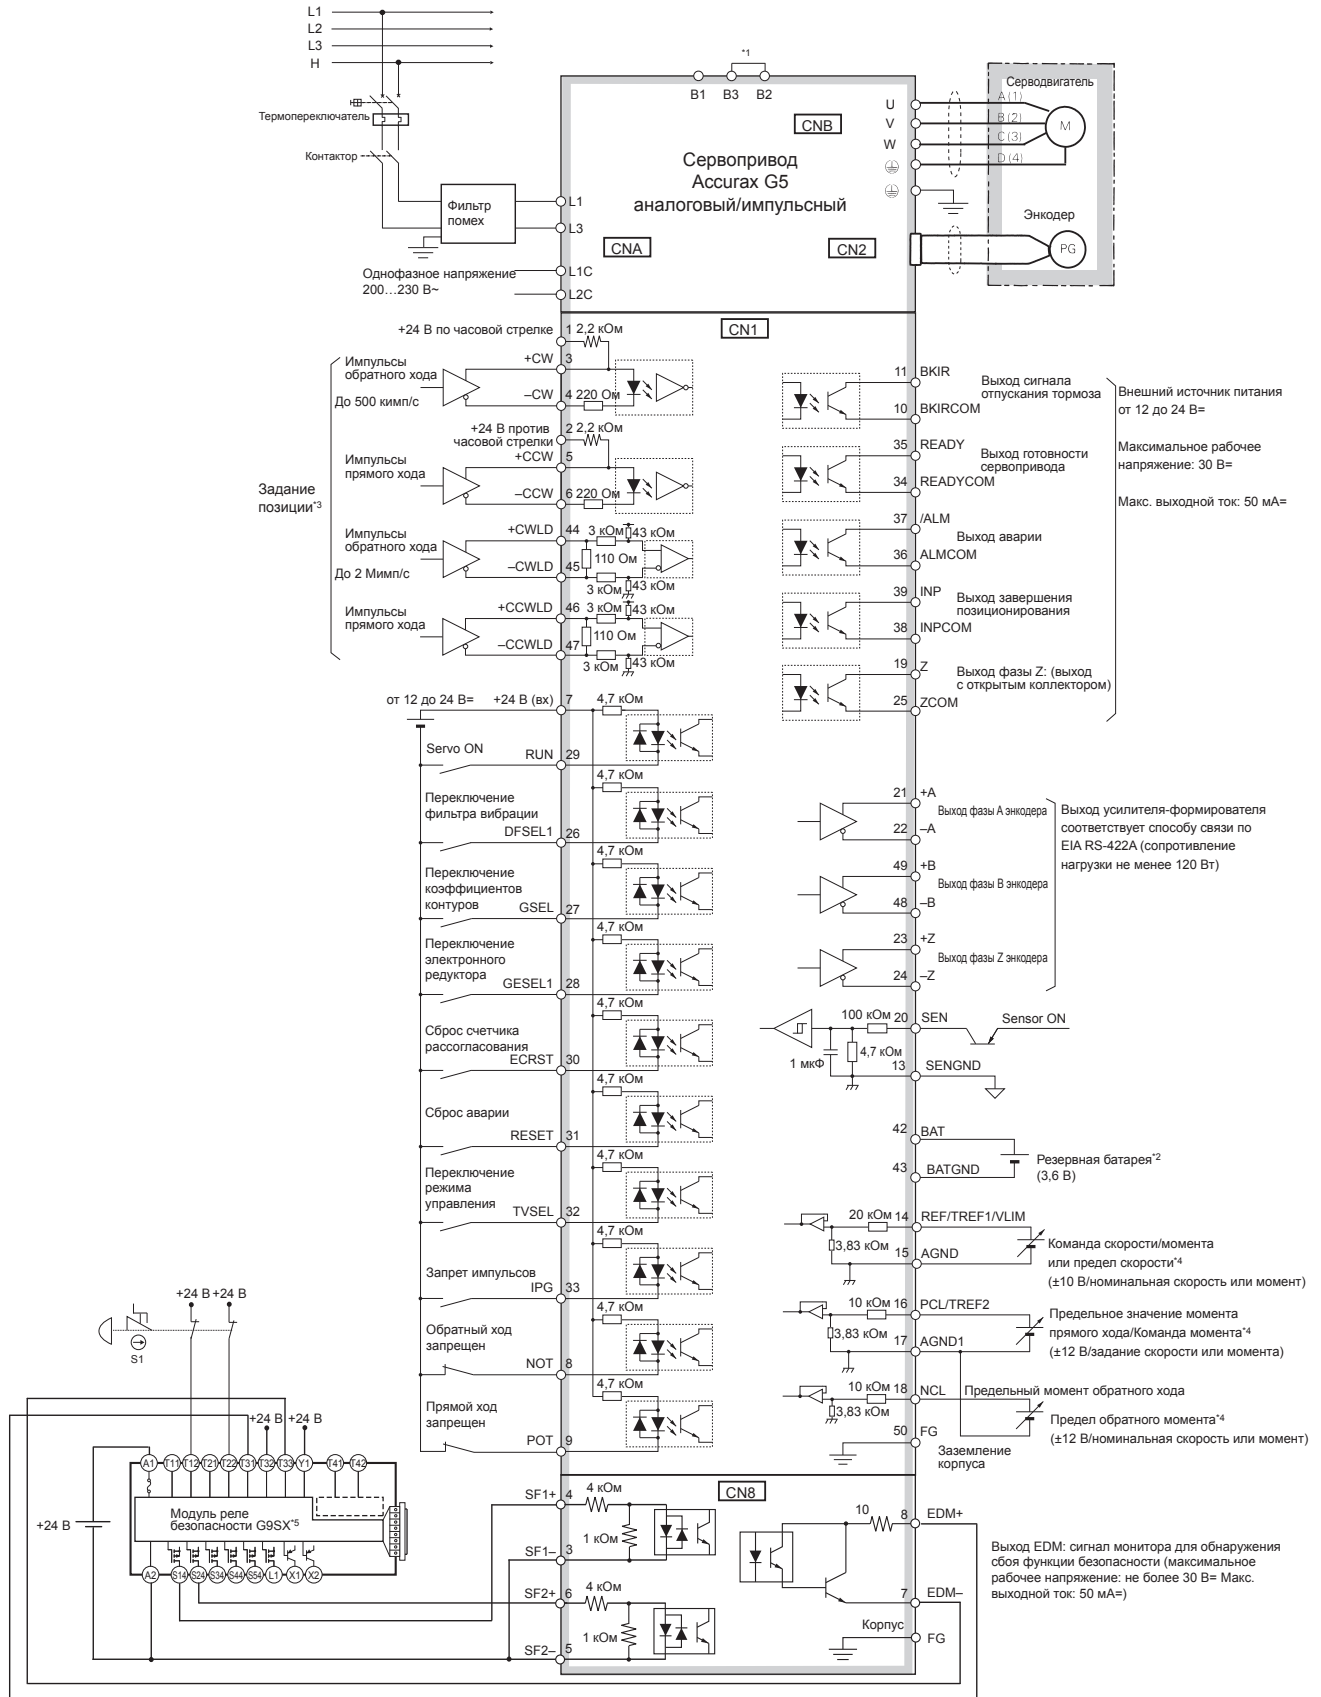 L1
L2
L3
Н
Термопереключатель
Контактор
Фильтр
помех
*1
B1 B3 B2
CNB
Сервопривод
Accurax G5
аналоговый/импульсный
CNA
CN2
L1
L3
L1C
L2C
Однофазное напряжение
200…230 В~
U
V
W
Серводвигатель
A (1)
B (2)
C (3)
D (4)
M
Энкодер
PG
CN1
+24 В по часовой стрелке 1 2,2 кОм
Импульсы
обратного хода
До 500 кимп/с
+CW 3
–CW 4 220 Ом
+24 В против
часовой стрелки 2 2,2 кОм
Импульсы
прямого хода
+CCW 5
–CCW 6 220 Ом
Задание
позиции*3
Импульсы
обратного хода
До 2 Мимп/с
+CWLD 44 3 кОм 43 кОм
110 Ом
–CWLD 45
3 кОм 43 кОм
Импульсы
прямого хода
+CCWLD 46 3 кОм 43 кОм
110 Ом
–CCWLD 47
3 кОм 43 кОм
от 12 до 24 В= +24 В (вх) 7 4,7 кОм
Servo ON
RUN 29
4,7 кОм
Переключение
фильтра вибрации
DFSEL1 26
4,7 кОм
Переключение
коэффициентов
контуров
GSEL 27
4,7 кОм
Переключение
электронного
редуктора
GESEL1 28
4,7 кОм
Сброс счетчика
рассогласования
ECRST 30
4,7 кОм
Сброс аварии
RESET 31
4,7 кОм
Переключение
режима
управления
TVSEL 32
4,7 кОм
Запрет импульсов
IPG 33
4,7 кОм
Обратный ход
запрещен
NOT 8
4,7 кОм
Прямой ход
запрещен
POT 9
11 BKIR
10 BKIRCOM
Выход сигнала
отпускания тормоза
35 READY
34 READYCOM
Выход готовности
сервопривода
37 /ALM
36 ALMCOM
Выход аварии
39 INP
38 INPCOM
Выход завершения
позиционирования
19 Z
25 ZCOM
Выход фазы Z: (выход
с открытым коллектором)
Внешний источник питания
от 12 до 24 В=
Максимальное рабочее
напряжение: 30 В=
Макс. выходной ток: 50 мА=
21 +A
22 –A
Выход фазы A энкодера
49 +B
48 –B
Выход фазы B энкодера
23 +Z
24 –Z
Выход фазы Z энкодера
Выход усилителя-формирователя
соответствует способу связи по
EIA RS-422A (сопротивление
нагрузки не менее 120 Вт)
100 кОм 20 SEN
Sensor ON
1 мкФ
4,7 кОм
13 SENGND
42 BAT
43 BATGND
Резервная батарея*2
(3,6 В)
20 кОм 14 REF/TREF1/VLIM
3,83 кОм 15 AGND
Команда скорости/момента
или предел скорости*4
(±10 В/номинальная скорость или момент)
10 кОм 16 PCL/TREF2
3,83 кОм 17 AGND1
Предельное значение момента
прямого хода/Команда момента*4
(±12 В/задание скорости или момента)
10 кОм 18 NCL
3,83 кОм
Предельный момент обратного хода
Предел обратного момента*4
(±12 В/номинальная скорость или момент)
50 FG
Заземление
корпуса
+24 В +24 В
S1
+24 В +24 В
A1 T11 T12 T21 T22 T31 T32 T33 Y1 T41 T42
Модуль реле
безопасности G9SX*5
+24 В
A2 S14 S24 S34 S44 S54 L1 X1 X2
CN8
SF1+ 4 4 кОм
1 кОм
SF1– 3
SF2+ 6 4 кОм
1 кОм
SF2– 5
10 8 EDM+
7 EDM–
Выход EDM: сигнал монитора для обнаружения
сбоя функции безопасности (максимальное
рабочее напряжение: не более 30 В= Макс.
выходной ток: 50 мА=)
Корпус
FG